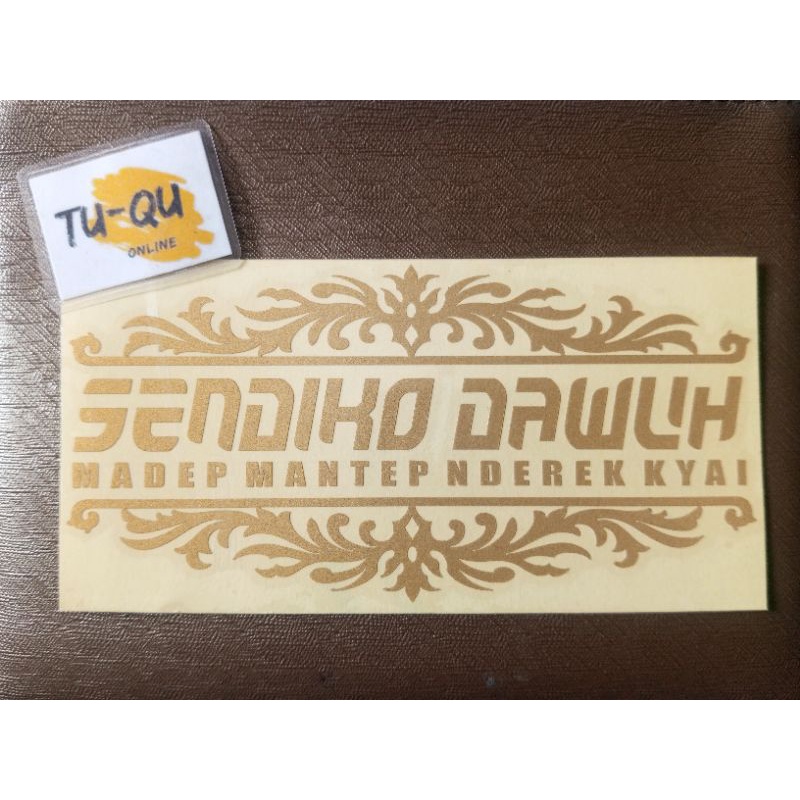 TU-QU
ONLINE
SENDIKO DAWUH
MADEP MANTEP NDEREK KYAI